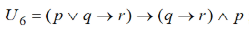 U₆ = (p ∨ q → r) → (q → r) ∧ p